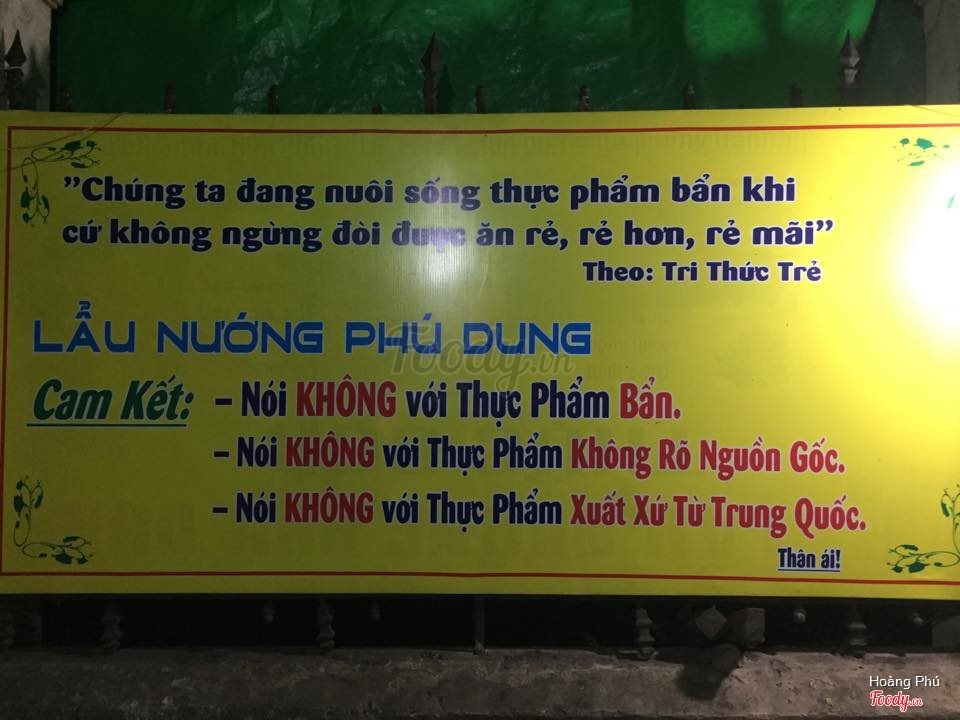 "Chúng ta đang nuôi sống thực phẩm bẩn khi
cứ không ngừng đòi được ăn rẻ, rẻ hơn, rẻ mãi"
Theo: Tri Thức Trẻ
LẨU NƯỚNG PHÚ DUNG
Foody.vn
Cam Kết: – Nói KHÔNG với Thực Phẩm Bẩn.
– Nói KHÔNG với Thực Phẩm Không Rõ Nguồn Gốc.
– Nói KHÔNG với Thực Phẩm Xuất Xứ Từ Trung Quốc.
Thân ái!
Hoàng Phú
Foody.vn